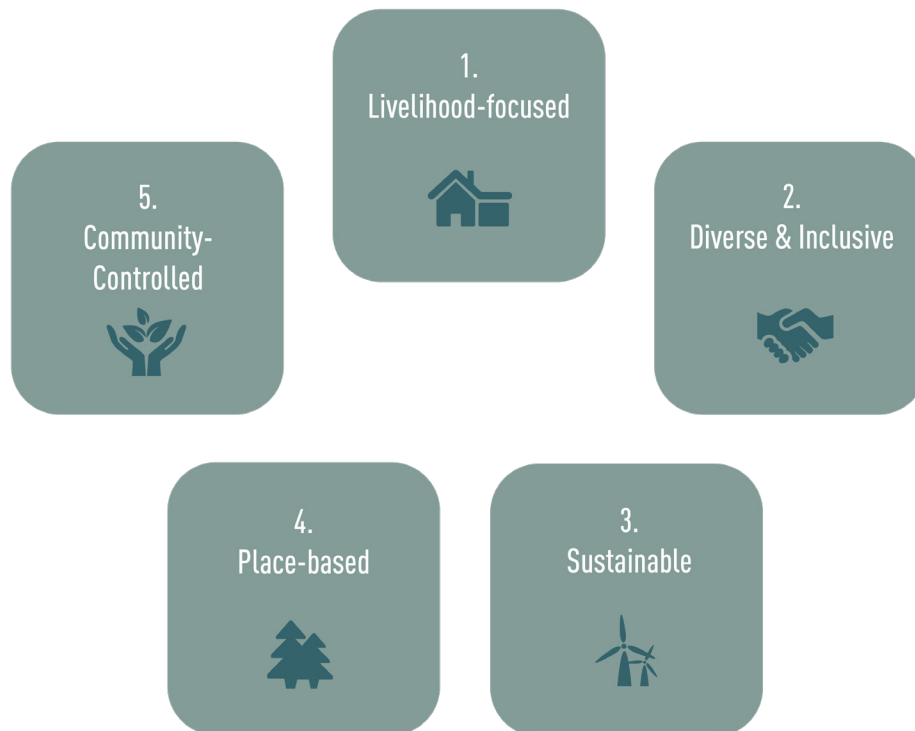 1.
Livelihood-focused
2.
Diverse & Inclusive
3.
Sustainable
4.
Place-based
5.
Community-
Controlled